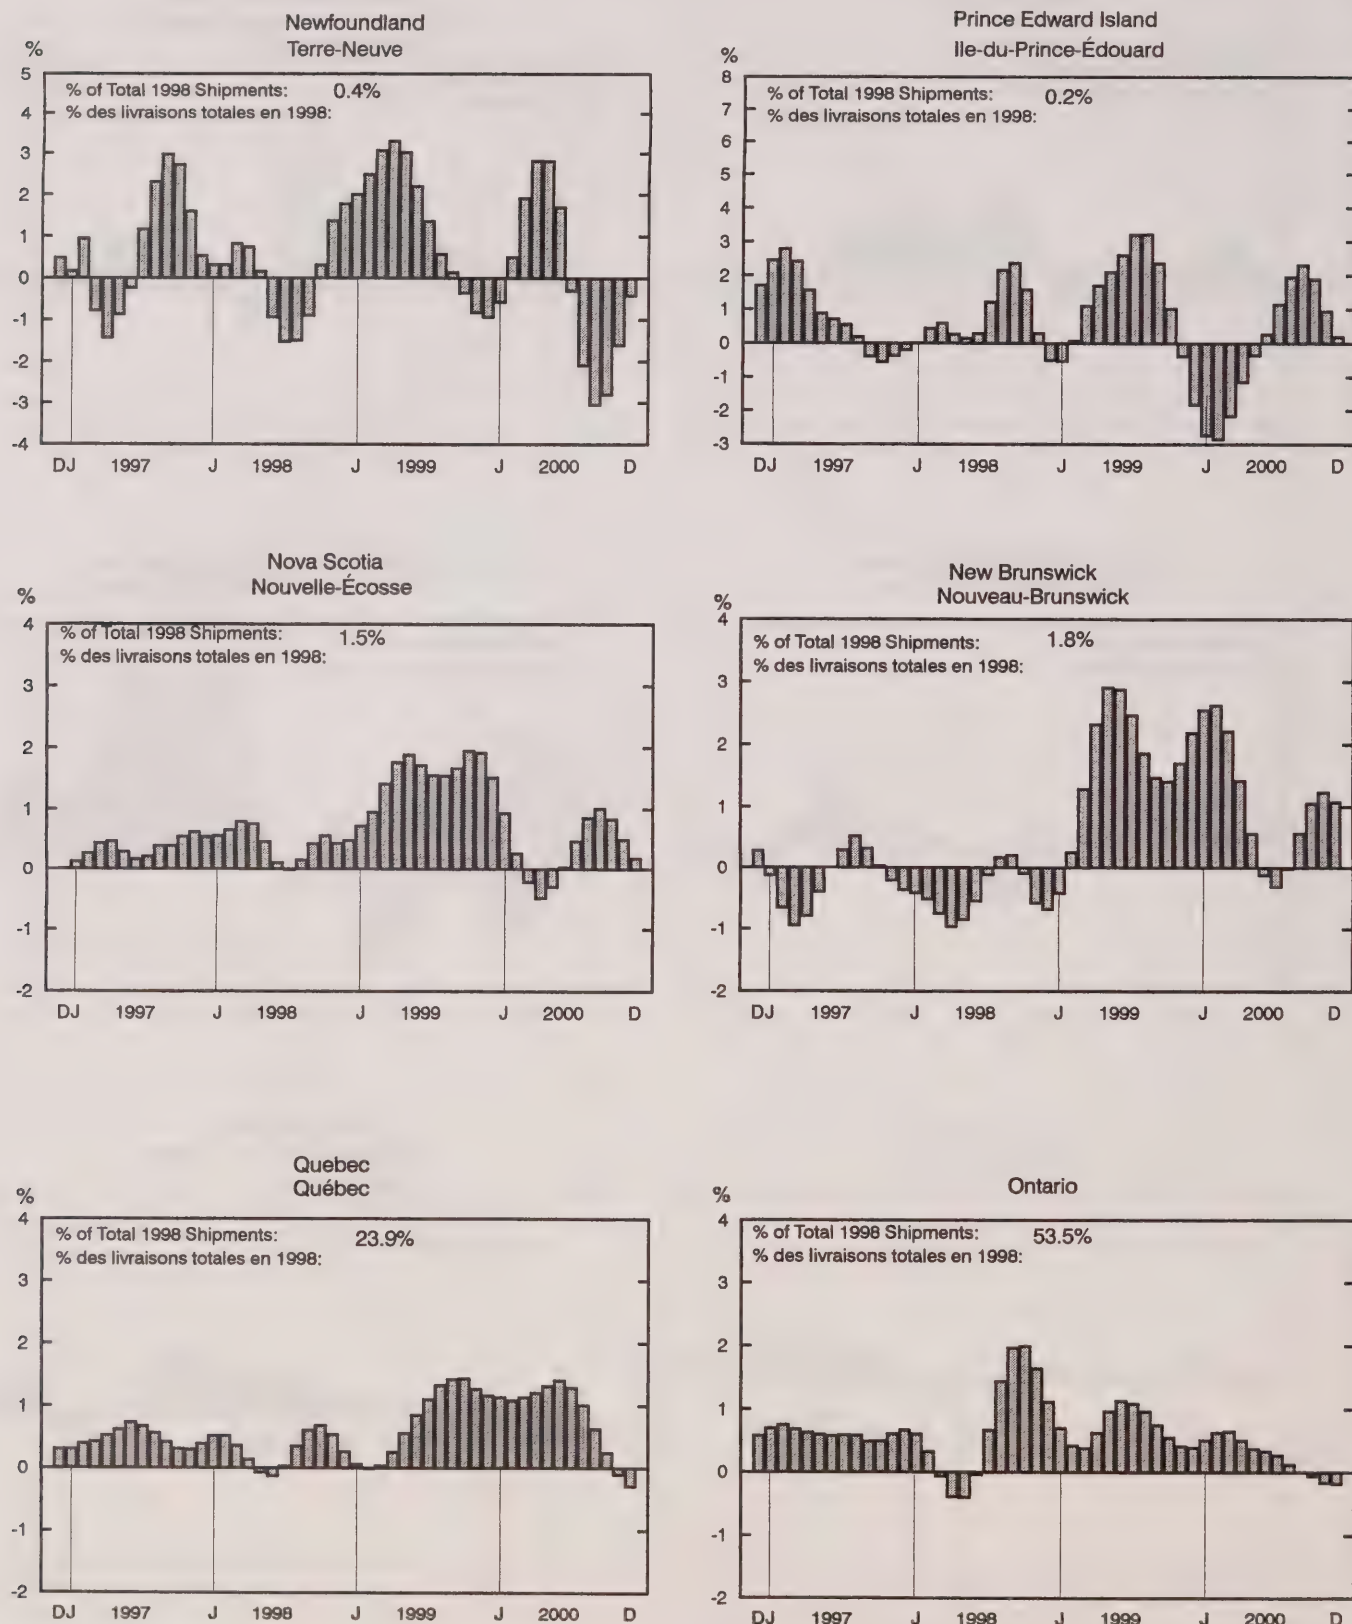 Newfoundland
Terre-Neuve
%
5
4
3
2
1
0
-1
-2
-3
-4
% of Total 1998 Shipments: 0.4%
% des livraisons totales en 1998:
DJ 1997 J 1998 J 1999 J 2000 D
Prince Edward Island
Ile-du-Prince-Édouard
%
8
7
6
5
4
3
2
1
0
-1
-2
-3
% of Total 1998 Shipments: 0.2%
% des livraisons totales en 1998:
DJ 1997 J 1998 J 1999 J 2000 D
Nova Scotia
Nouvelle-Écosse
%
4
3
2
1
0
-1
-2
% of Total 1998 Shipments: 1.5%
% des livraisons totales en 1998:
DJ 1997 J 1998 J 1999 J 2000 D
New Brunswick
Nouveau-Brunswick
%
4
3
2
1
0
-1
-2
% of Total 1998 Shipments: 1.8%
% des livraisons totales en 1998:
DJ 1997 J 1998 J 1999 J 2000 D
Quebec
Québec
%
4
3
2
1
0
-1
-2
% of Total 1998 Shipments: 23.9%
% des livraisons totales en 1998:
DJ 1997 J 1998 J 1999 J 2000 D
Ontario
%
4
3
2
1
0
-1
-2
% of Total 1998 Shipments: 53.5%
% des livraisons totales en 1998:
DJ 1997 J 1998 J 1999 J 2000 D